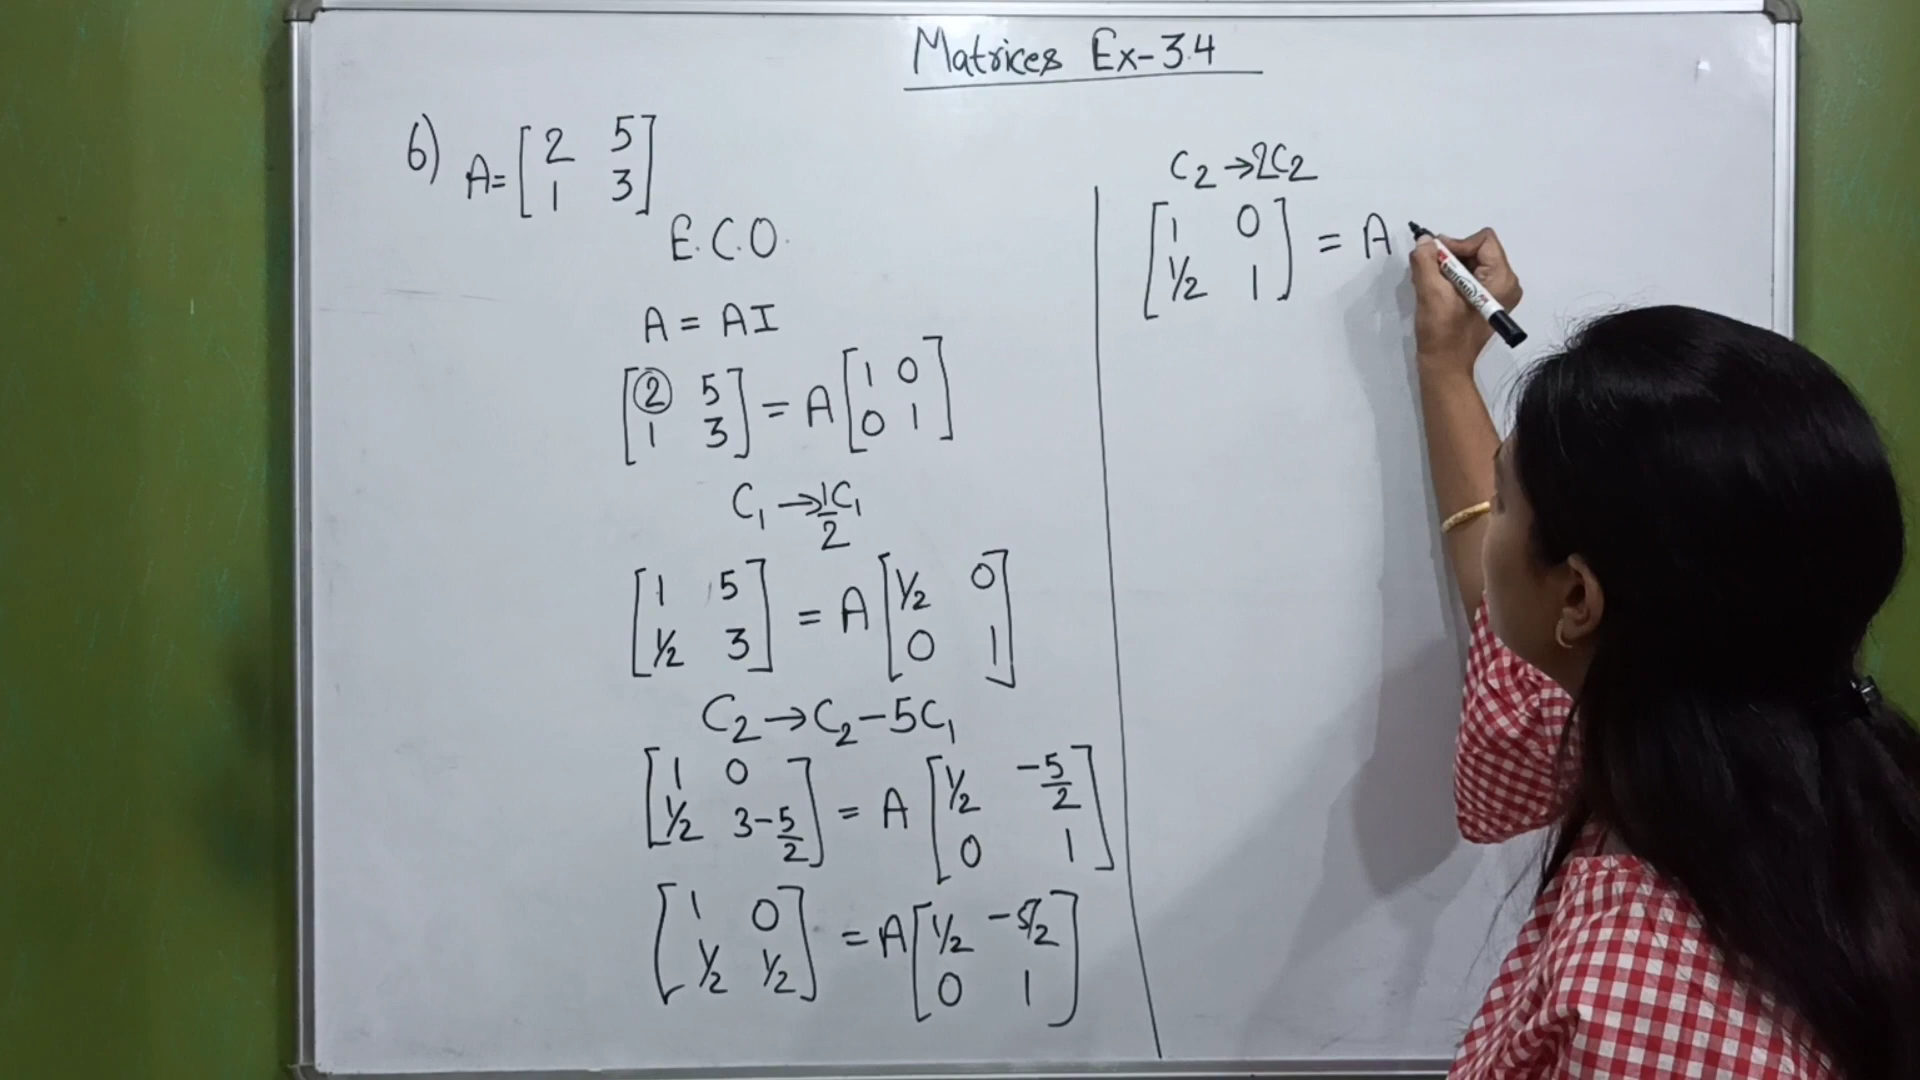 Matrices Ex-3.4
6) A= [2 5
1 3]
E.C.O.
A = AI
[2 5
1 3] = A [1 0
0 1]
C₁ → 1/2 C₁
[1 5
1/2 3] = A [1/2 0
0 1]
C₂ → C₂ - 5C₁
[1 0
1/2 3 - 5/2] = A [1/2 -5/2
0 1]
[1 0
1/2 1/2] = A [1/2 -5/2
0 1]
C₂ → 2C₂
[1 0
1/2 1] = A